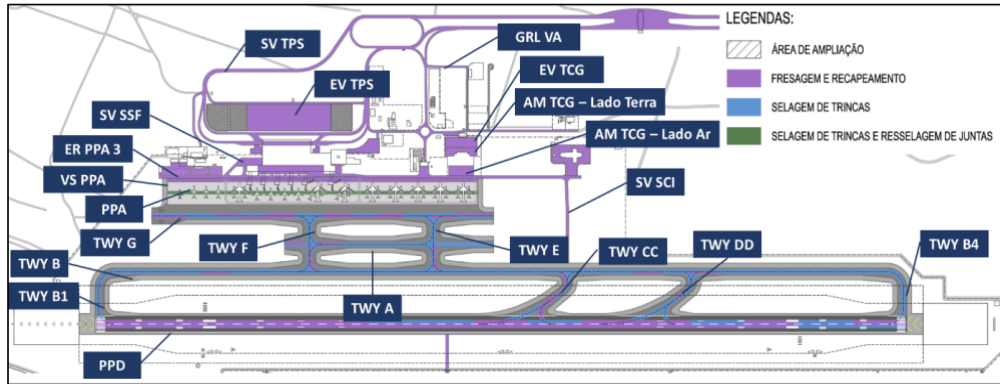 LEGENDAS:
ÁREA DE AMPLIAÇÃO
FRESAGEM E RECAPEAMENTO
SELAGEM DE TRINCAS
SELAGEM DE TRINCAS E RESSELAGEM DE JUNTAS
SV TPS
GRL VA
EV TPS
EV TCG
SV SSF
AM TCG – Lado Terra
ER PPA 3
AM TCG – Lado Ar
VS PPA
SV SCI
PPA
TWY G
TWY F
TWY E
TWY CC
TWY DD
TWY B4
TWY B
TWY B1
TWY A
PPD